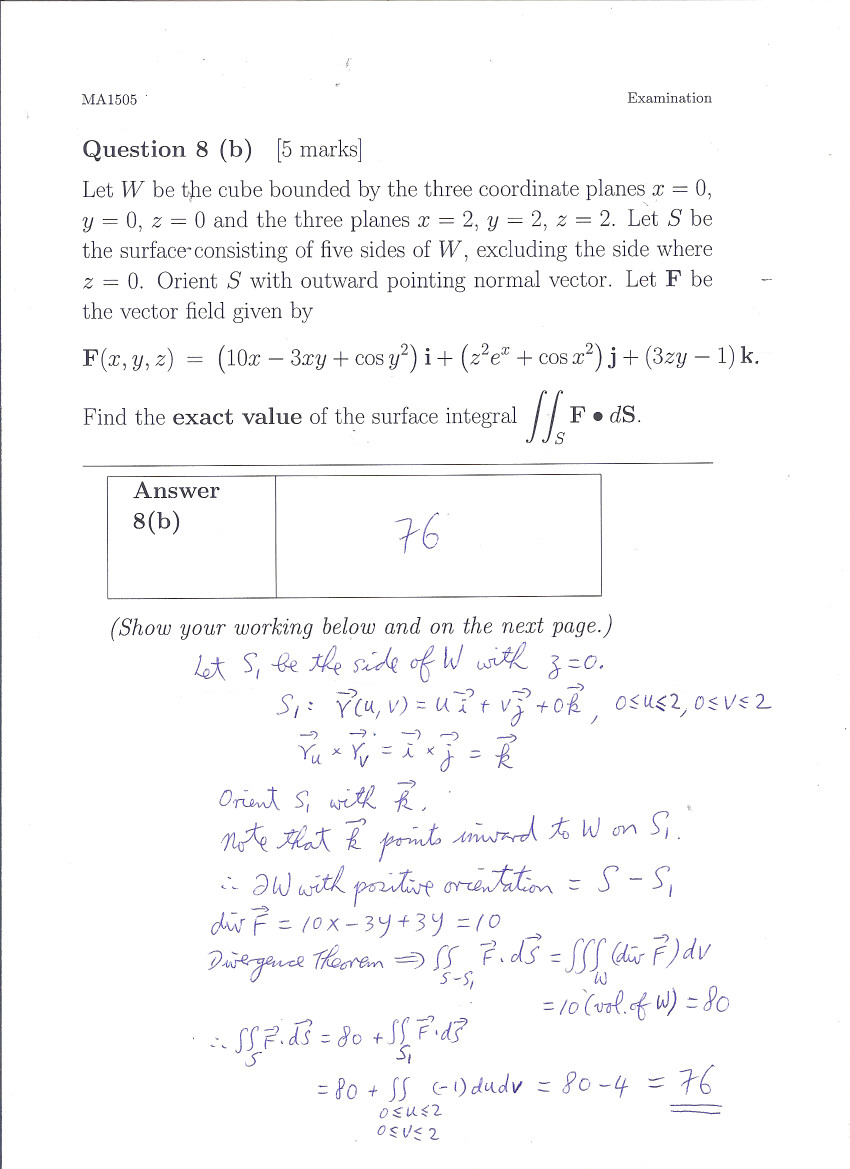 MA1505
Examination
Question 8 (b) [5 marks]
Let W be the cube bounded by the three coordinate planes x = 0,
y = 0, z = 0 and the three planes x = 2, y = 2, z = 2. Let S be
the surface consisting of five sides of W, excluding the side where
z = 0. Orient S with outward pointing normal vector. Let F be
the vector field given by
F(x, y, z) = (10x − 3xy + cos y²) i + (z²eˣ + cos x²) j + (3zy − 1) k.
Find the exact value of the surface integral ∬_S F • dS.
Answer
8(b)
76
(Show your working below and on the next page.)
Let S₁ be the side of W with z=0.
S₁: r⃗(u,v) = u i⃗ + v j⃗ + 0k⃗, 0≤u≤2, 0≤v≤2
r⃗ᵤ × r⃗ᵥ = i⃗ × j⃗ = k⃗
Orient S₁ with k⃗.
Note that k⃗ points inward to W on S₁.
∴ ∂W with positive orientation = S − S₁
div F⃗ = 10x − 3y + 3y = 10
Divergence Theorem ⇒ ∬_{S−S₁} F⃗·dS⃗ = ∭_W (div F⃗) dV
= 10 (vol. of W) = 80
∴ ∬_S F⃗·dS⃗ = 80 + ∬_{S₁} F⃗·dS⃗
= 80 + ∬_{0≤u≤2, 0≤v≤2} (−1) du dv = 80 − 4 = 76